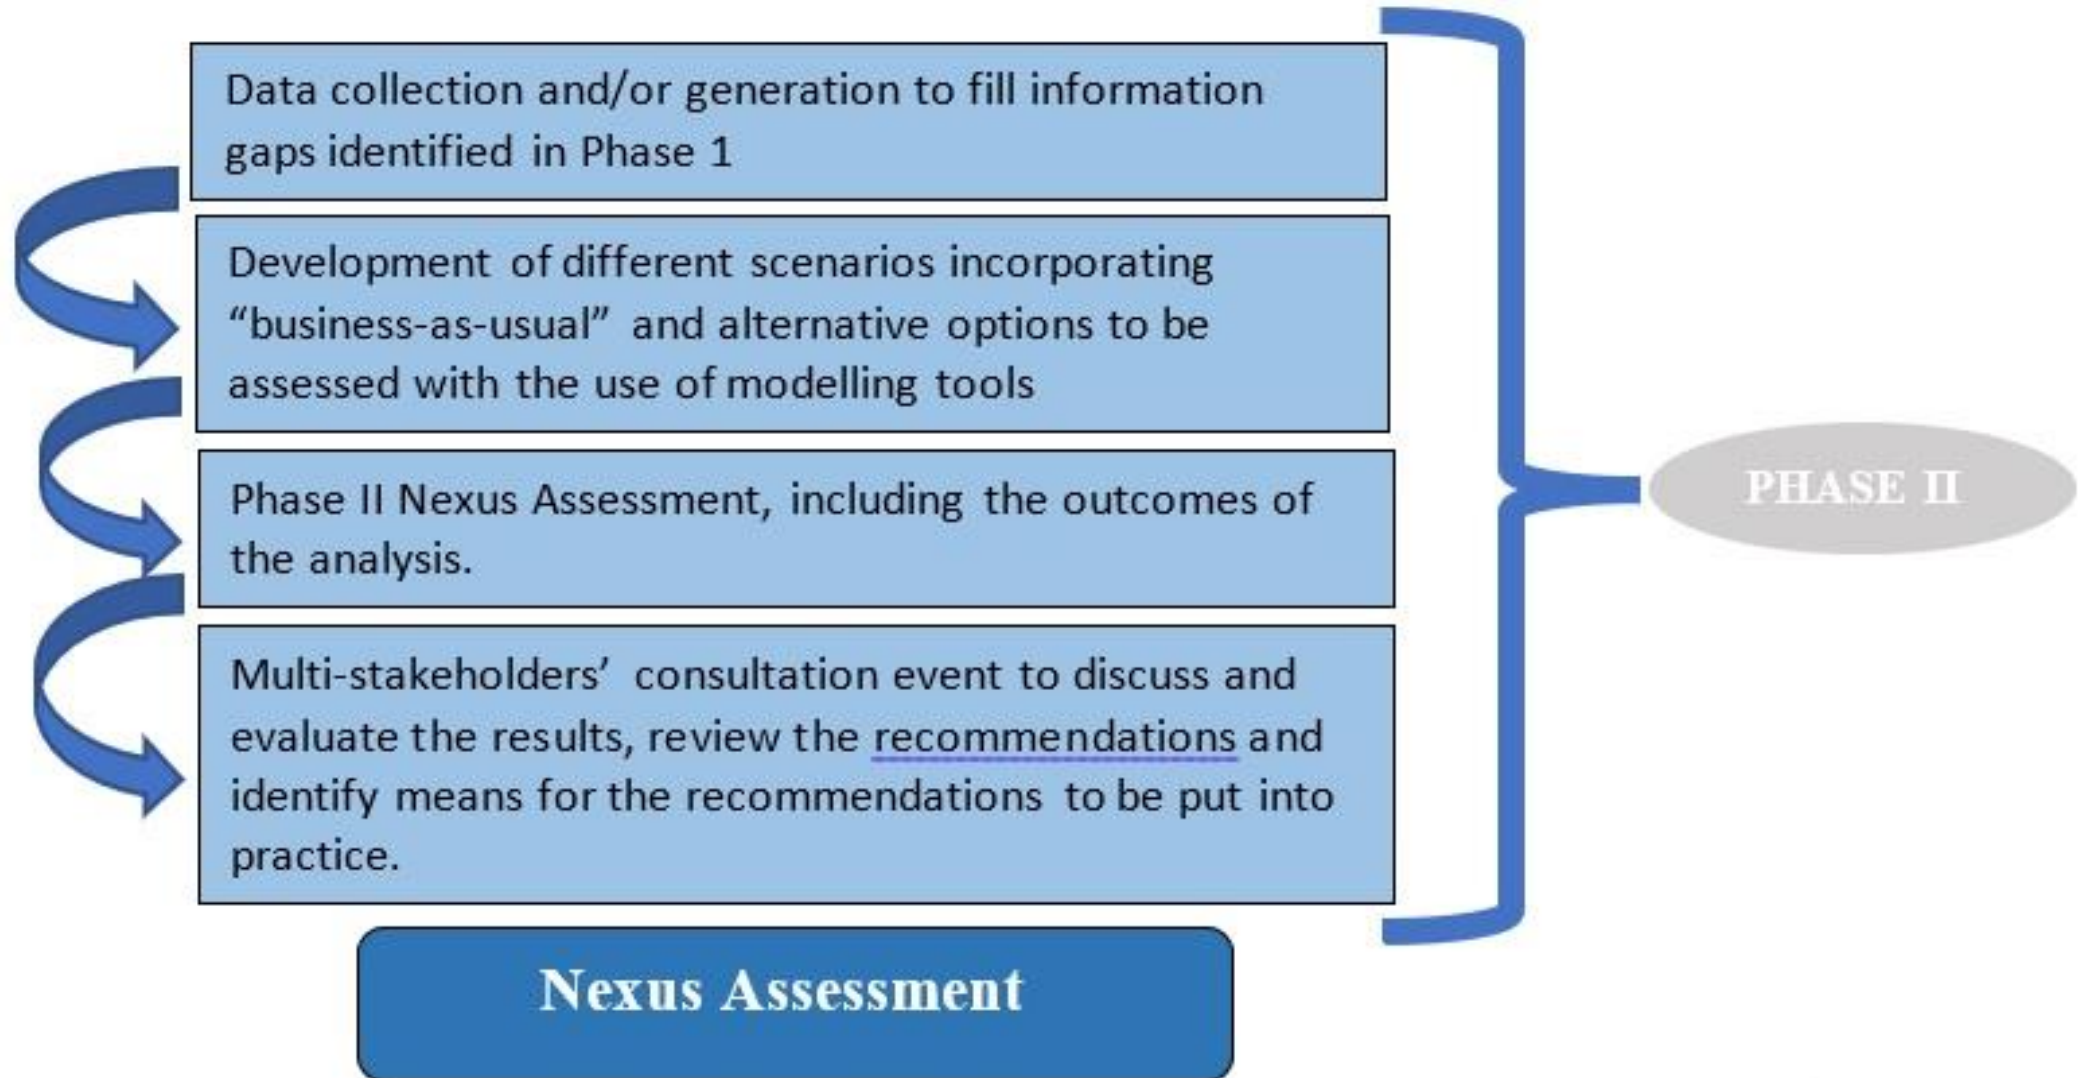 Data collection and/or generation to fill information
gaps identified in Phase 1
Development of different scenarios incorporating
“business-as-usual” and alternative options to be
assessed with the use of modelling tools
Phase II Nexus Assessment, including the outcomes of
the analysis.
Multi-stakeholders’ consultation event to discuss and
evaluate the results, review the recommendations and
identify means for the recommendations to be put into
practice.
PHASE II
Nexus Assessment